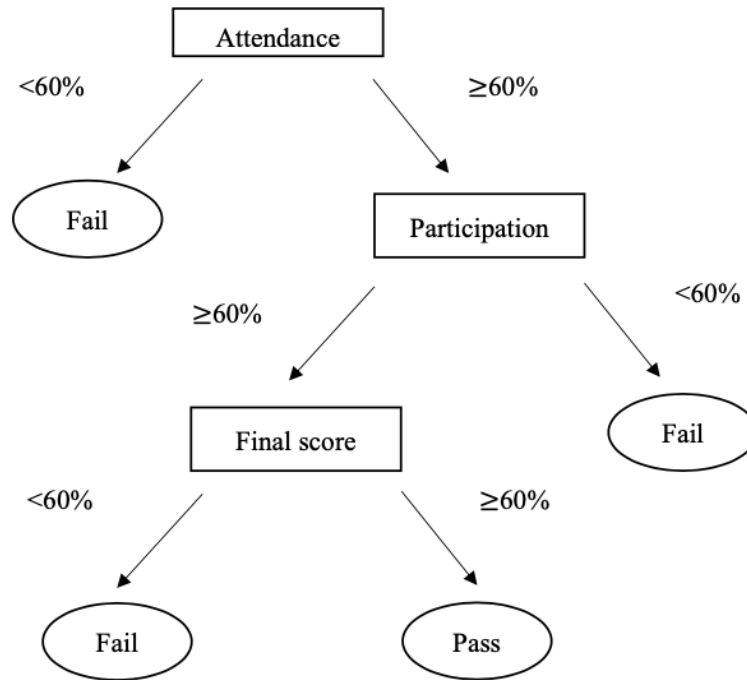 Attendance
<60%
≥60%
Fail
Participation
≥60%
<60%
Final score
Fail
<60%
≥60%
Fail
Pass